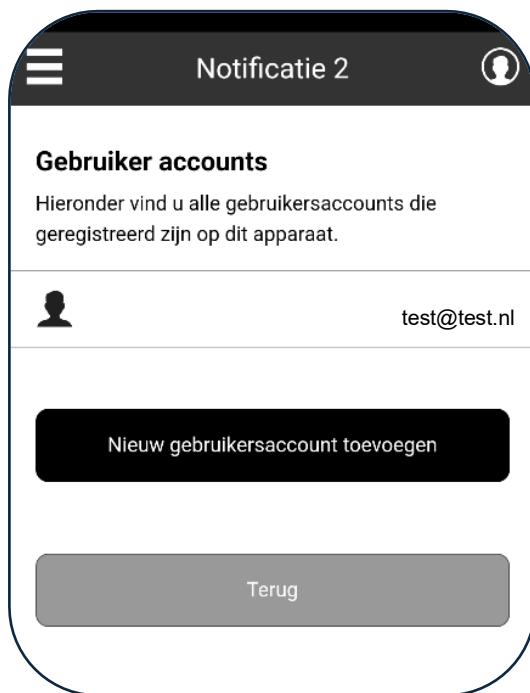 Notificatie 2
Gebruiker accounts
Hieronder vind u alle gebruikersaccounts die
geregistreerd zijn op dit apparaat.
test@test.nl
Nieuw gebruikersaccount toevoegen
Terug